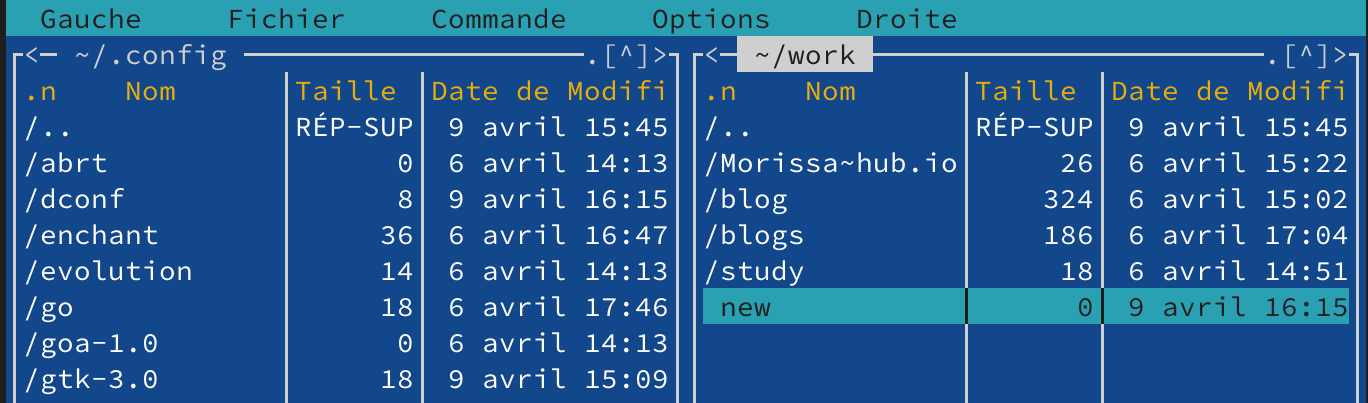 Gauche Fichier Commande Options Droite
<─ ~/.config ─.[^]> <─ ~/work ─.[^]>
.n Nom Taille Date de Modifi .n Nom Taille Date de Modifi
/.. RÉP-SUP 9 avril 15:45 /.. RÉP-SUP 9 avril 15:45
/abrt 0 6 avril 14:13 /Morissa~hub.io 26 6 avril 15:22
/dconf 8 9 avril 16:15 /blog 324 6 avril 15:02
/enchant 36 6 avril 16:47 /blogs 186 6 avril 17:04
/evolution 14 6 avril 14:13 /study 18 6 avril 14:51
/go 18 6 avril 17:46 new 0 9 avril 16:15
/goa-1.0 0 6 avril 14:13
/gtk-3.0 18 9 avril 15:09